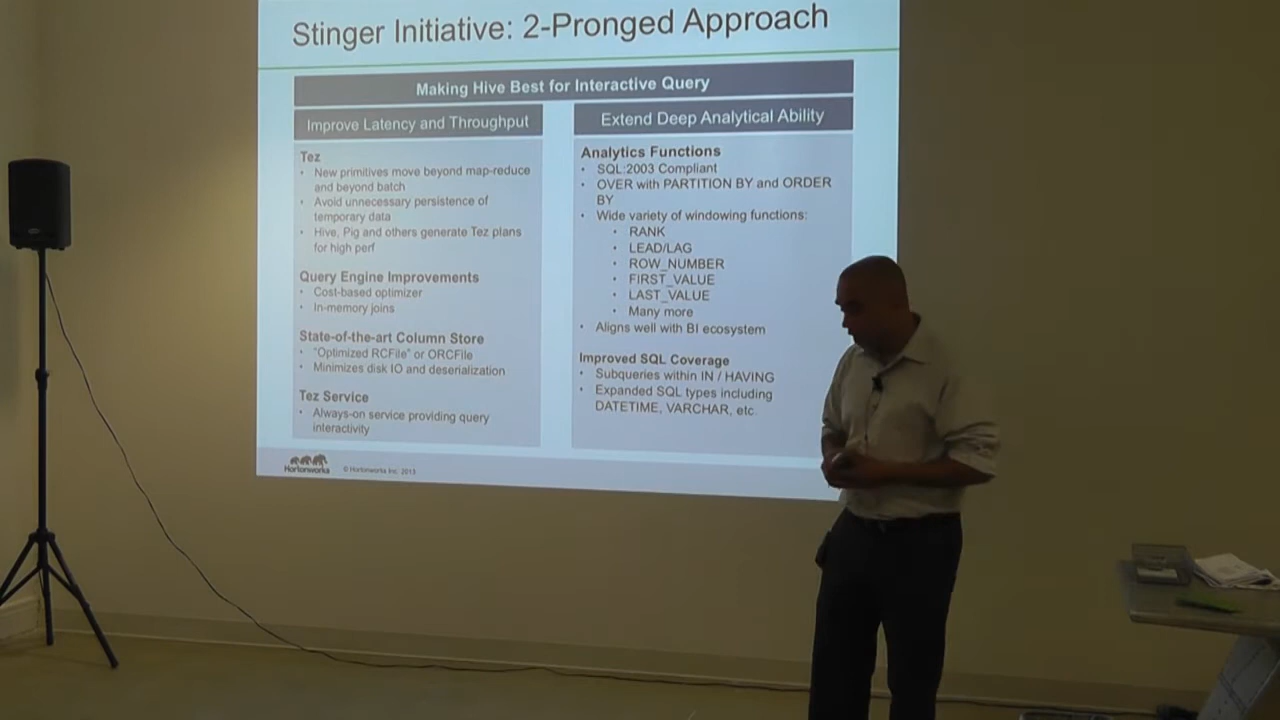 Stinger Initiative: 2-Pronged Approach
Making Hive Best for Interactive Query
Improve Latency and Throughput
Tez
• New primitives move beyond map-reduce
and beyond batch
• Avoid unnecessary persistence of
temporary data
• Hive, Pig and others generate Tez plans
for high perf
Query Engine Improvements
• Cost-based optimizer
• In-memory joins
State-of-the-art Column Store
• "Optimized RCFile" or ORCFile
• Minimizes disk IO and deserialization
Tez Service
• Always-on service providing query
interactivity
Extend Deep Analytical Ability
Analytics Functions
• SQL:2003 Compliant
• OVER with PARTITION BY and ORDER
BY
• Wide variety of windowing functions:
• RANK
• LEAD/LAG
• ROW_NUMBER
• FIRST_VALUE
• LAST_VALUE
• Many more
• Aligns well with BI ecosystem
Improved SQL Coverage
• Subqueries within IN / HAVING
• Expanded SQL types including
DATETIME, VARCHAR, etc
Hortonworks
© Hortonworks Inc. 2013